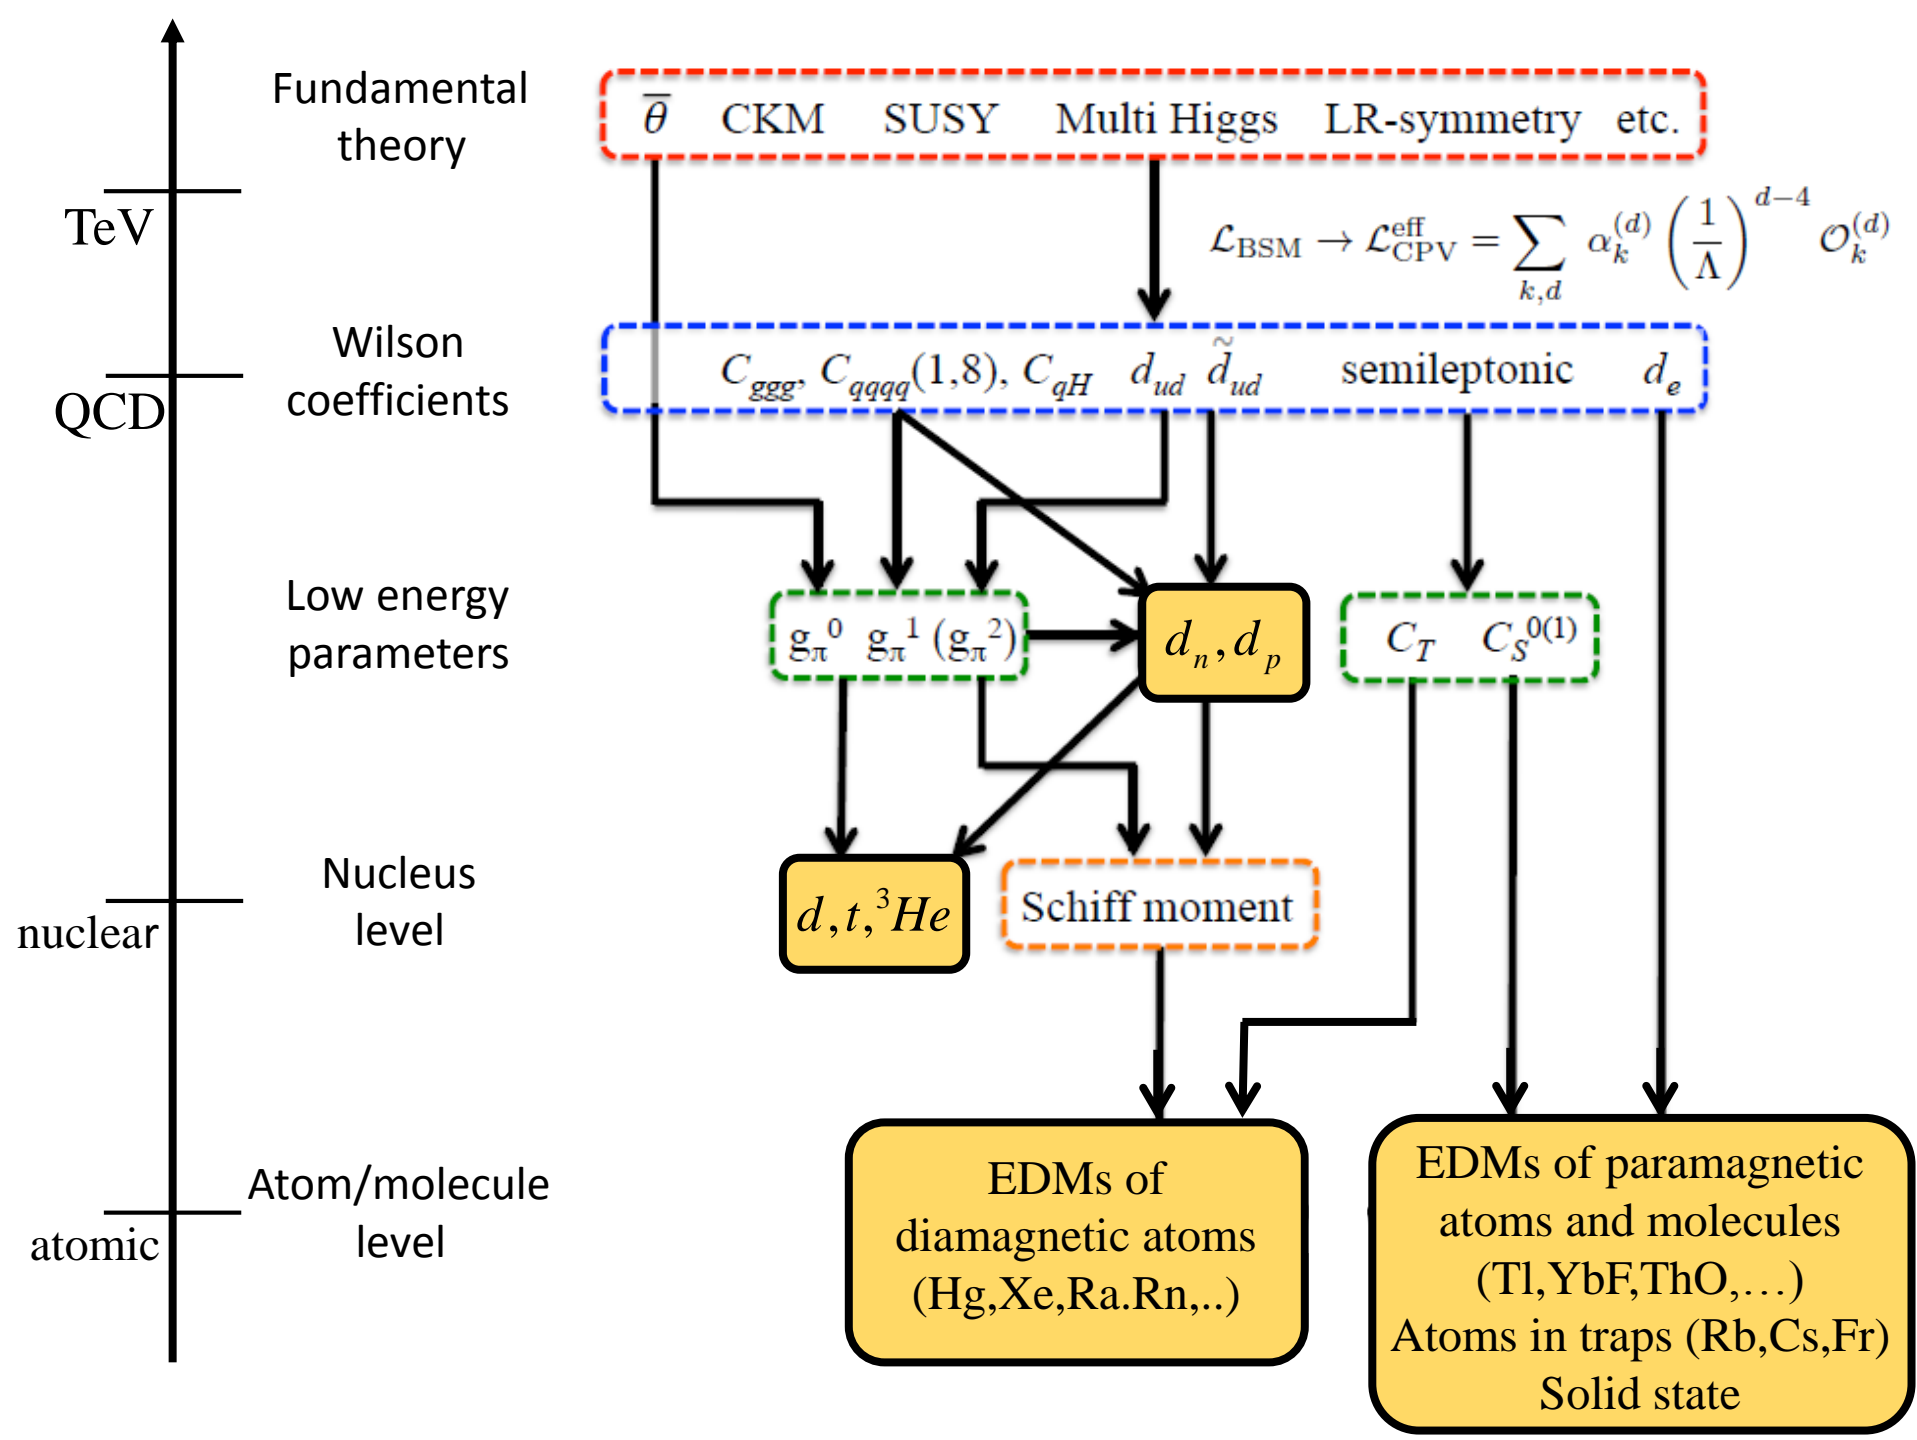 Fundamental
theory
θ̅ CKM SUSY Multi Higgs LR-symmetry etc.
TeV
ℒ_BSM → ℒ_CPV^eff = ∑_{k,d} α_k^{(d)} (1/Λ)^{d−4} 𝒪_k^{(d)}
Wilson
coefficients
C_ggg, C_qqqq(1,8), C_qH d_ud d̃_ud semileptonic d_e
QCD
Low energy
parameters
g_π^0 g_π^1 (g_π^2)
d_n, d_p
C_T C_S^0(1)
Nucleus
level
nuclear
d,t,³He
Schiff moment
Atom/molecule
level
atomic
EDMs of
diamagnetic atoms
(Hg,Xe,Ra.Rn,..)
EDMs of paramagnetic
atoms and molecules
(Tl,YbF,ThO,…)
Atoms in traps (Rb,Cs,Fr)
Solid state